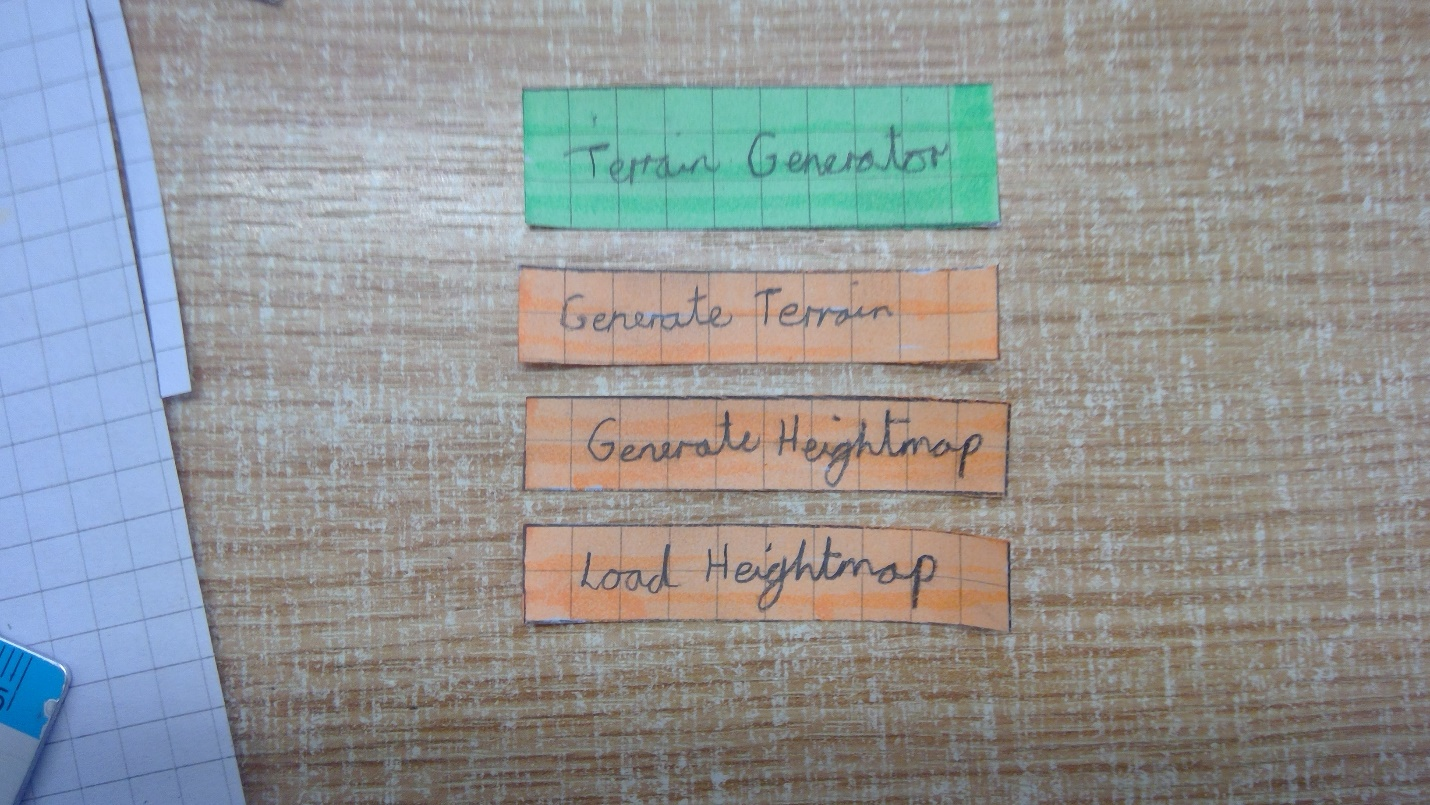 Terrain Generator
Generate Terrain
Generate Heightmap
Load Heightmap